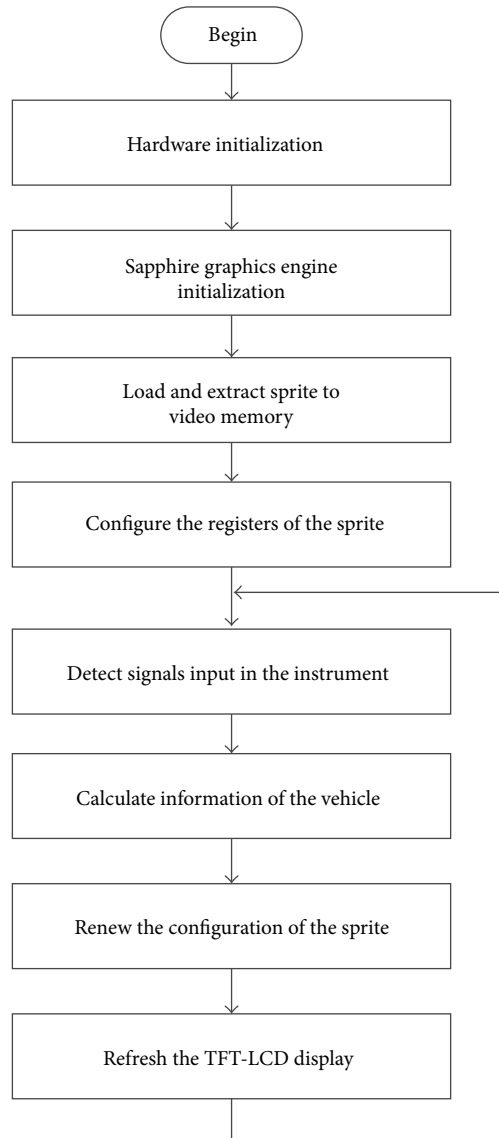 Begin
Hardware initialization
Sapphire graphics engine
initialization
Load and extract sprite to
video memory
Configure the registers of the sprite
Detect signals input in the instrument
Calculate information of the vehicle
Renew the configuration of the sprite
Refresh the TFT-LCD display